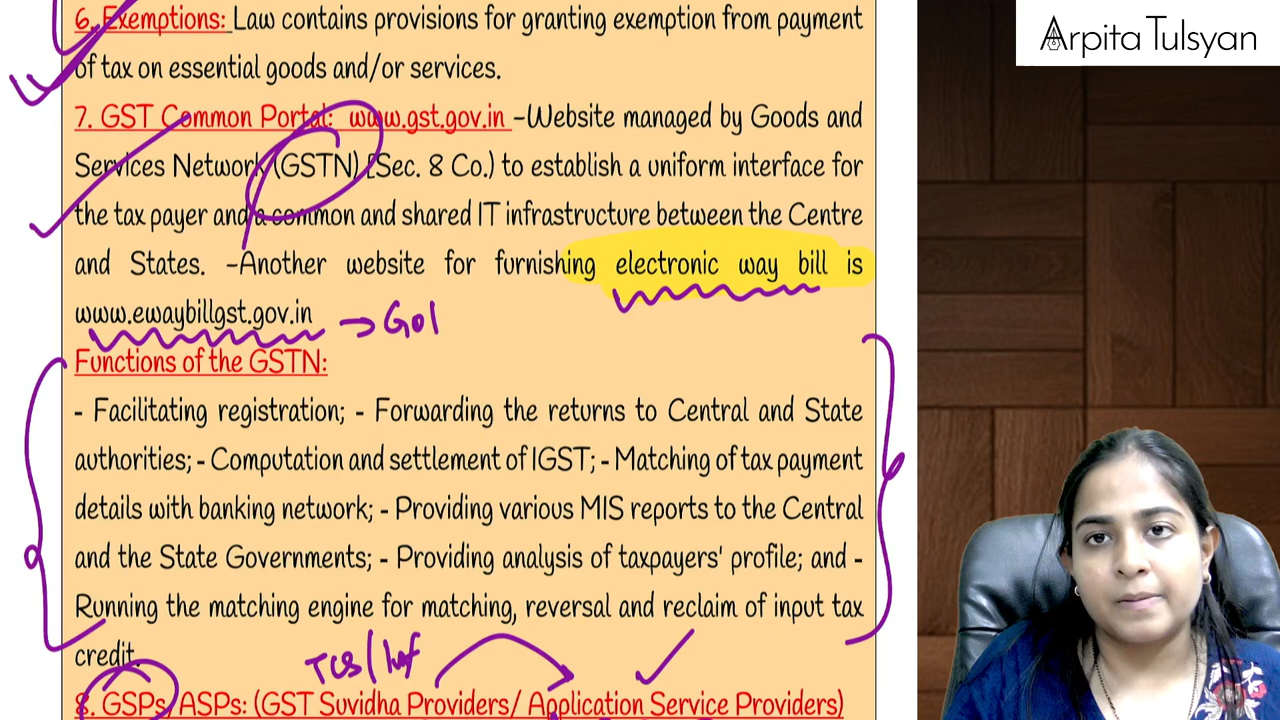 Arpita Tulsyan
6. Exemptions: Law contains provisions for granting exemption from payment
of tax on essential goods and/or services.
7. GST Common Portal: www.gst.gov.in -Website managed by Goods and
Services Network (GSTN) [Sec. 8 Co.) to establish a uniform interface for
the tax payer and a common and shared IT infrastructure between the Centre
and States. -Another website for furnishing electronic way bill is
www.ewaybillgst.gov.in → GOI
Functions of the GSTN:
- Facilitating registration; - Forwarding the returns to Central and State
authorities; - Computation and settlement of IGST; - Matching of tax payment
details with banking network; - Providing various MIS reports to the Central
and the State Governments; - Providing analysis of taxpayers' profile; and -
Running the matching engine for matching, reversal and reclaim of input tax
credit.
TCS/Inf
8. GSPs/ASPs: (GST Suvidha Providers/ Application Service Providers)